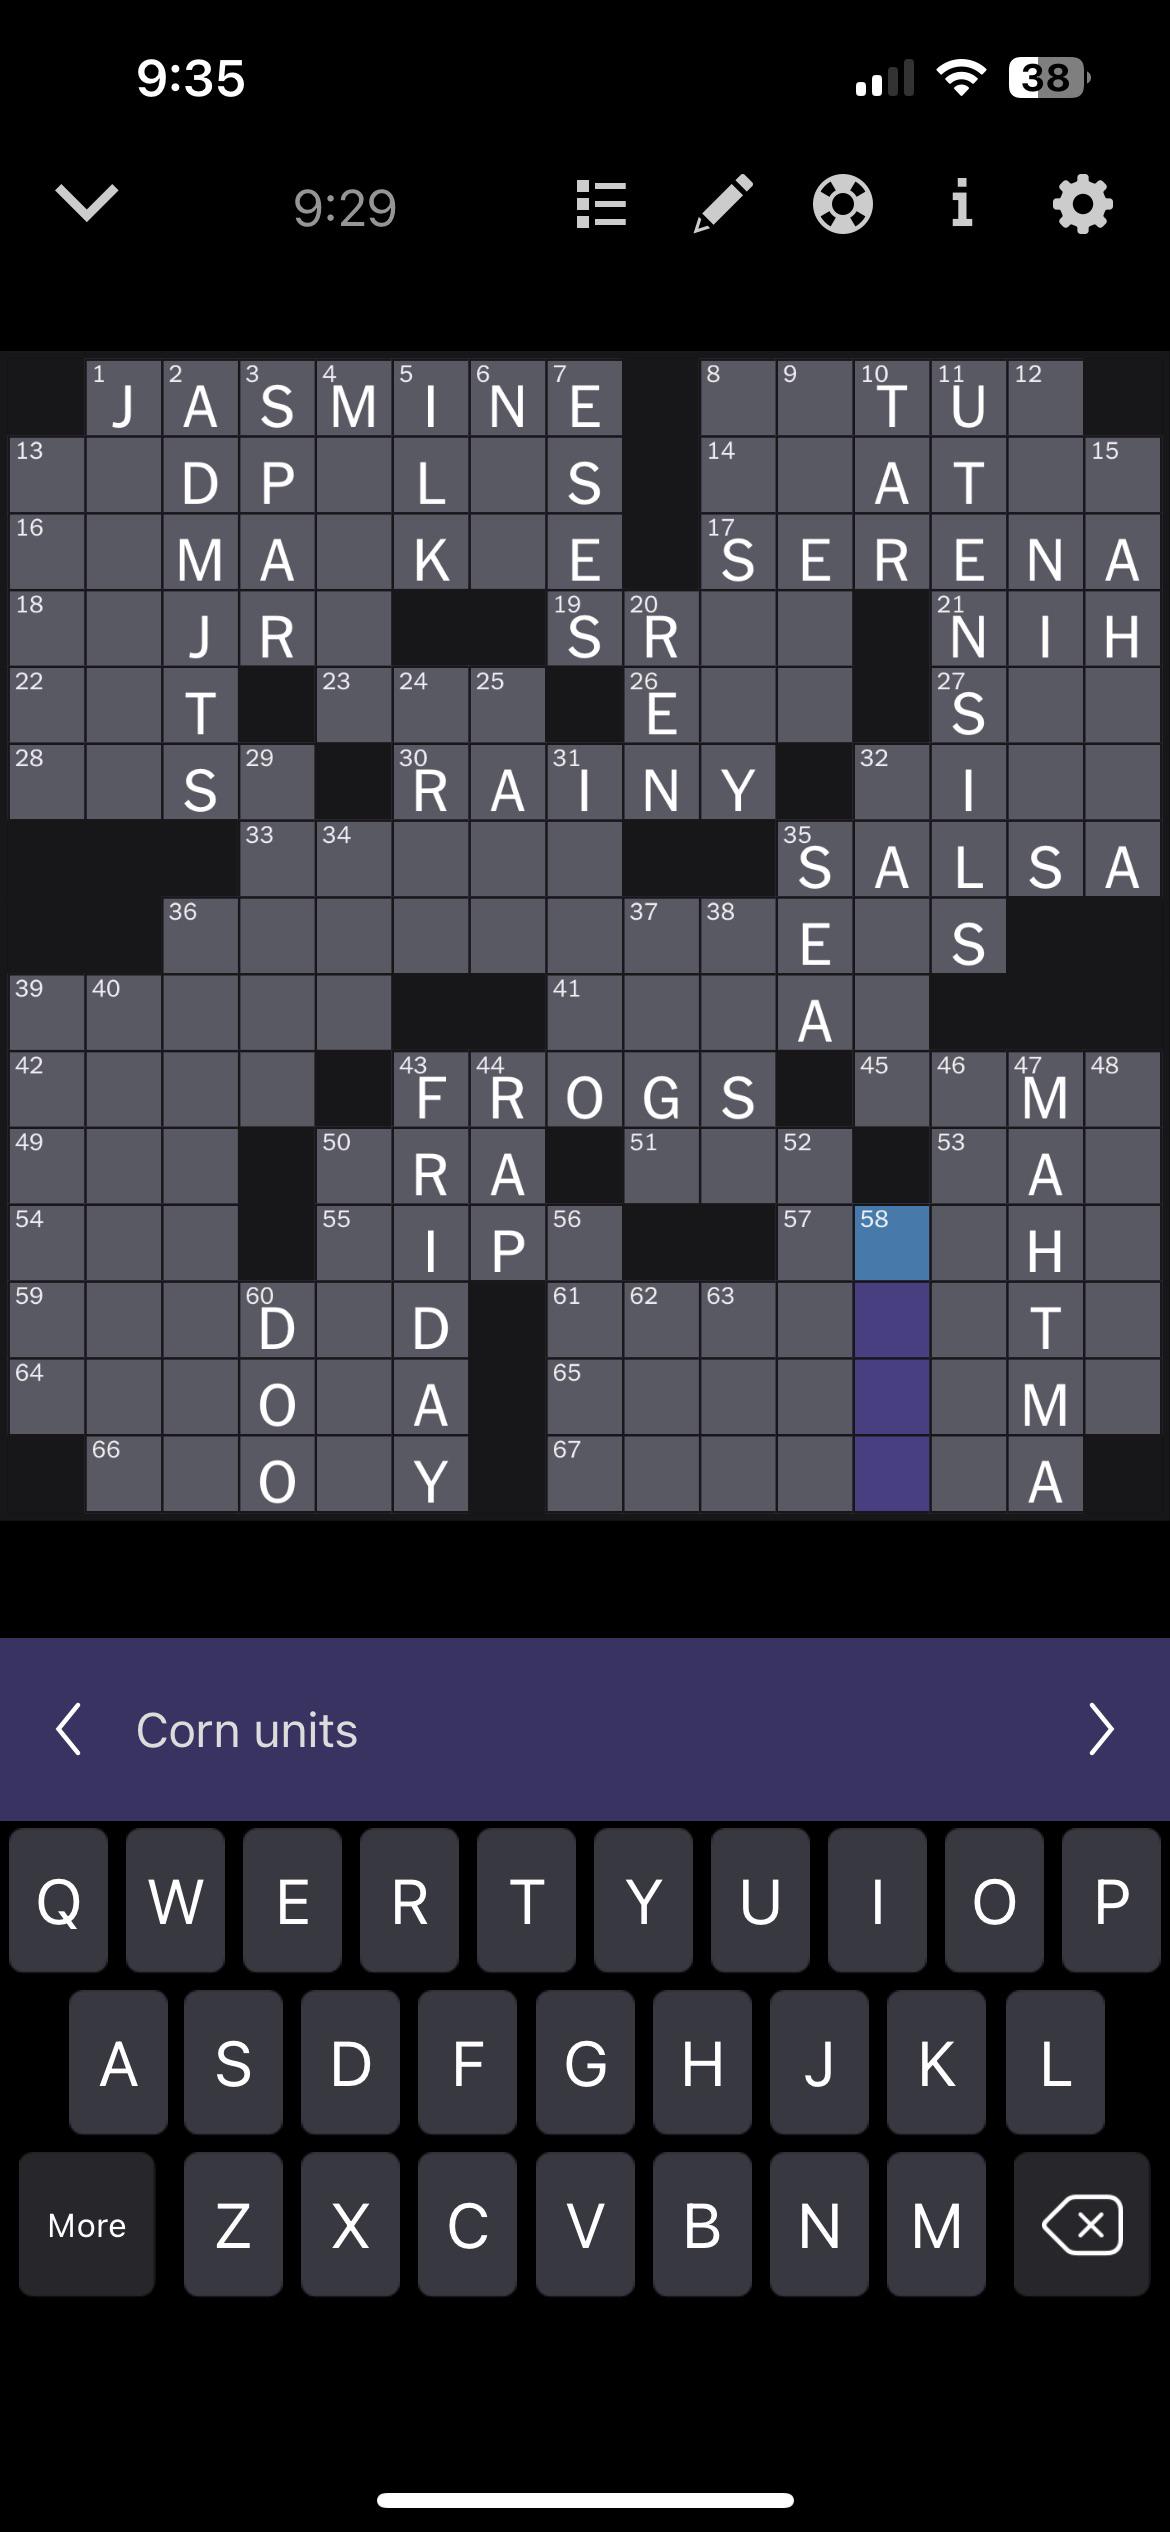 9:35 38
9:29
1 J 2 A 3 S 4 M 5 I 6 N 7 E 8 9 10 T 11 U 12
13 D P L S 14 A T 15
16 M A K E 17 S E R E N A
18 J R 19 S 20 R 21 N I H
22 T 23 24 25 26 E 27 S
28 S 29 30 R A 31 I N Y 32 I
33 34 35 S A L S A
36 37 38 E S
39 40 41 A
42 43 F 44 R O G S 45 46 47 M 48
49 50 R A 51 52 53 A
54 55 I P 56 57 58 H
59 60 D D 61 62 63 T
64 O A 65 M
66 O Y 67 A
Corn units
Q W E R T Y U I O P
A S D F G H J K L
More Z X C V B N M